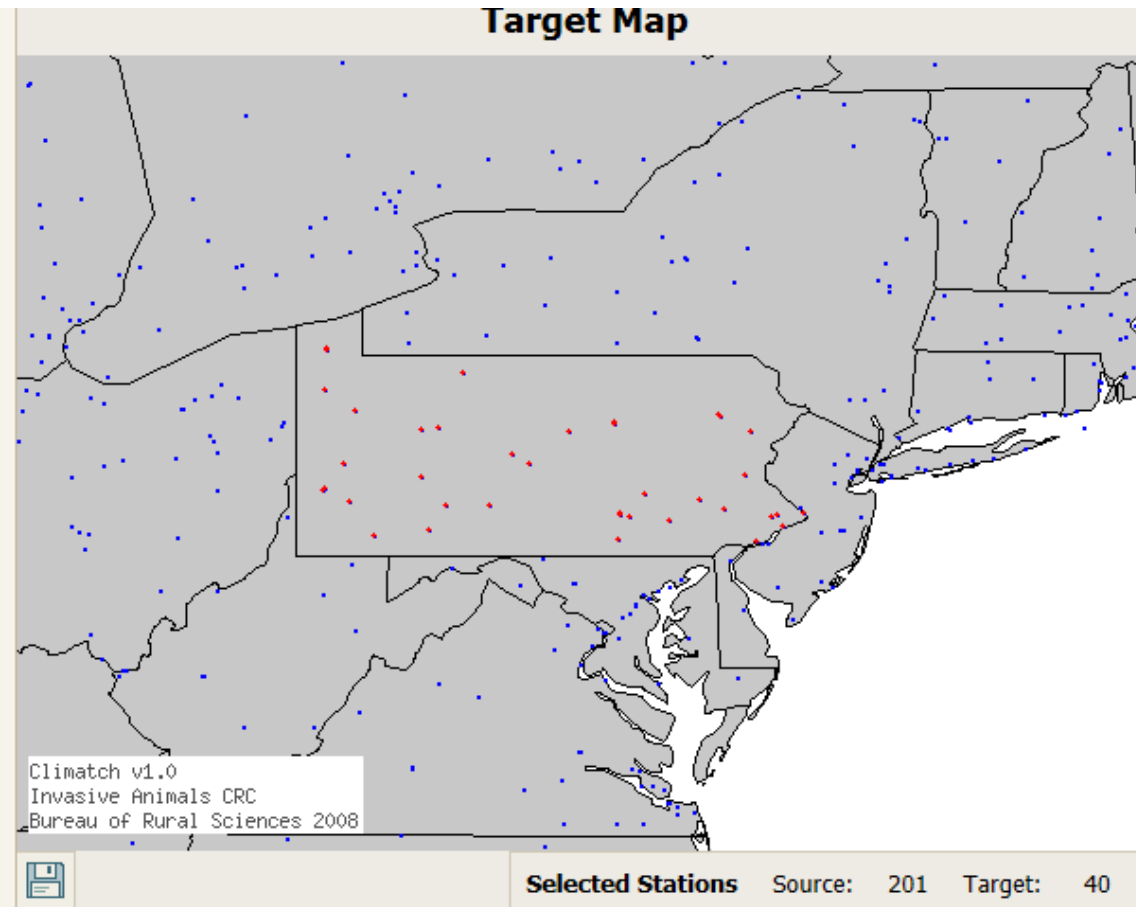 Target Map
Climatch v1.0
Invasive Animals CRC
Bureau of Rural Sciences 2008
Selected Stations Source: 201 Target: 40